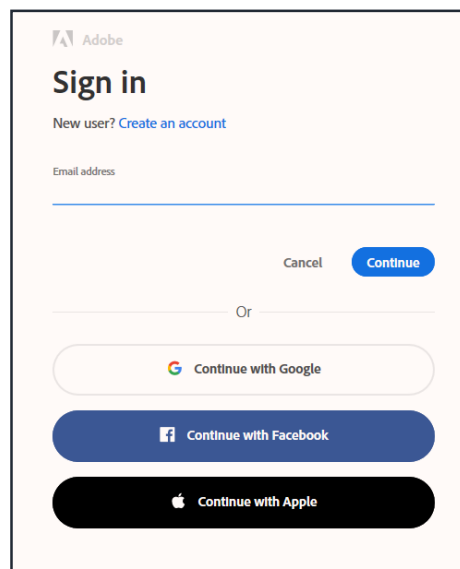 Adobe
Sign in
New user? Create an account
Email address
Cancel Continue
Or
Continue with Google
Continue with Facebook
Continue with Apple